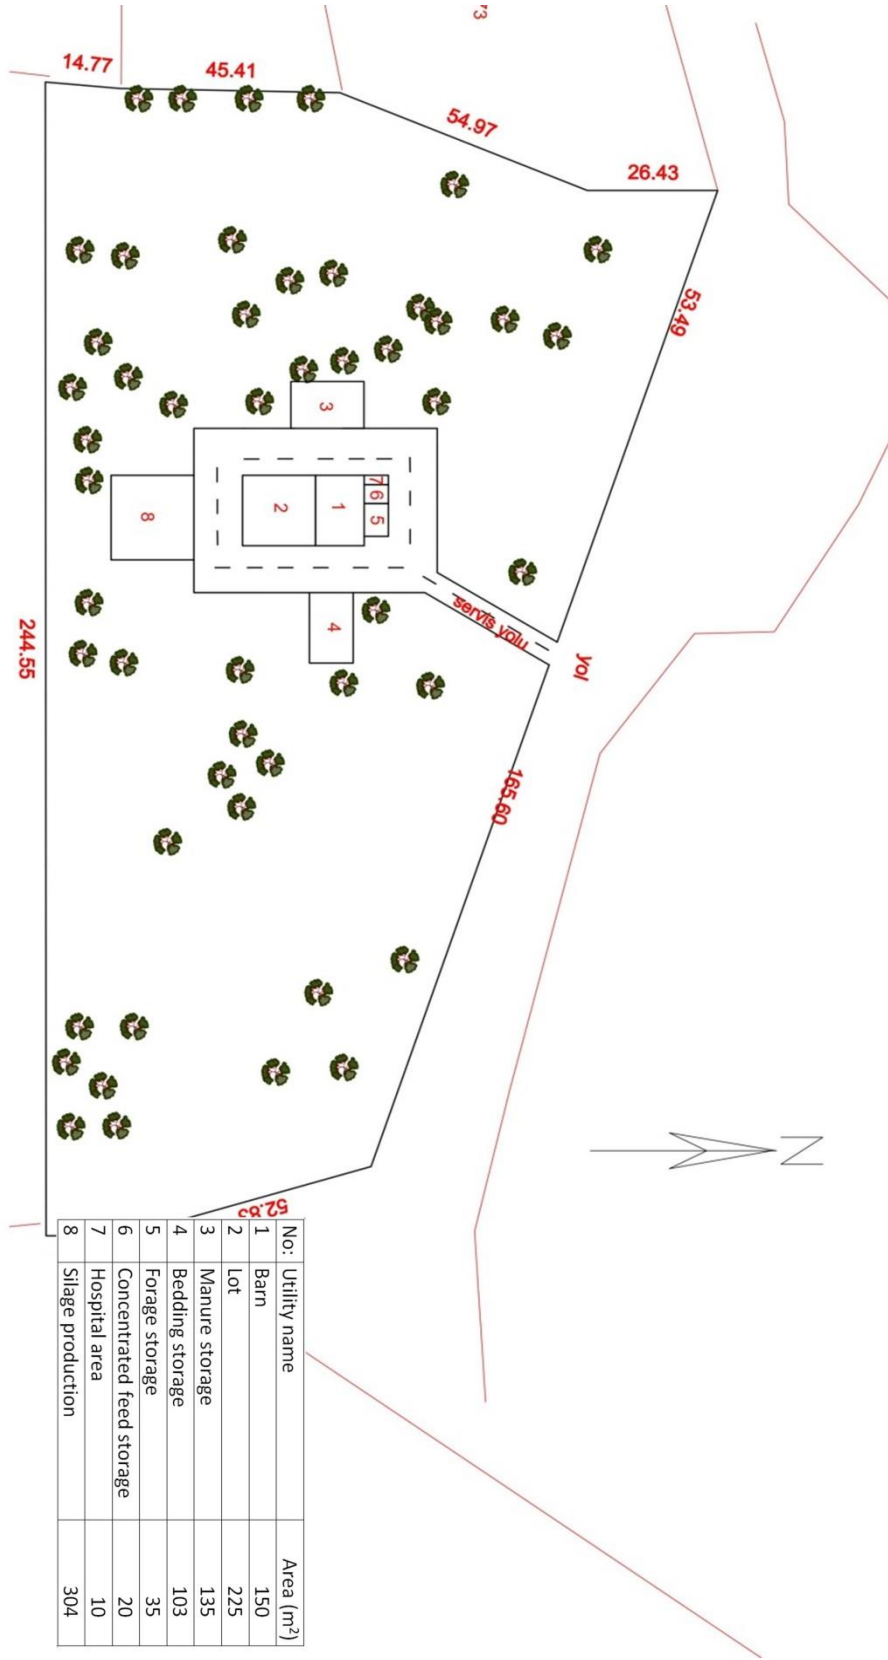 73
14.77
45.41
54.97
26.43
53.49
3
7
6
2
1
5
8
4
servis yolu
yol
244.55
165.60
N
No: Utility name Area (m²)
1 Barn 150
2 Lot 225
3 Manure storage 135
4 Bedding storage 103
5 Forage storage 35
6 Concentrated feed storage 20
7 Hospital area 10
8 Silage production 304